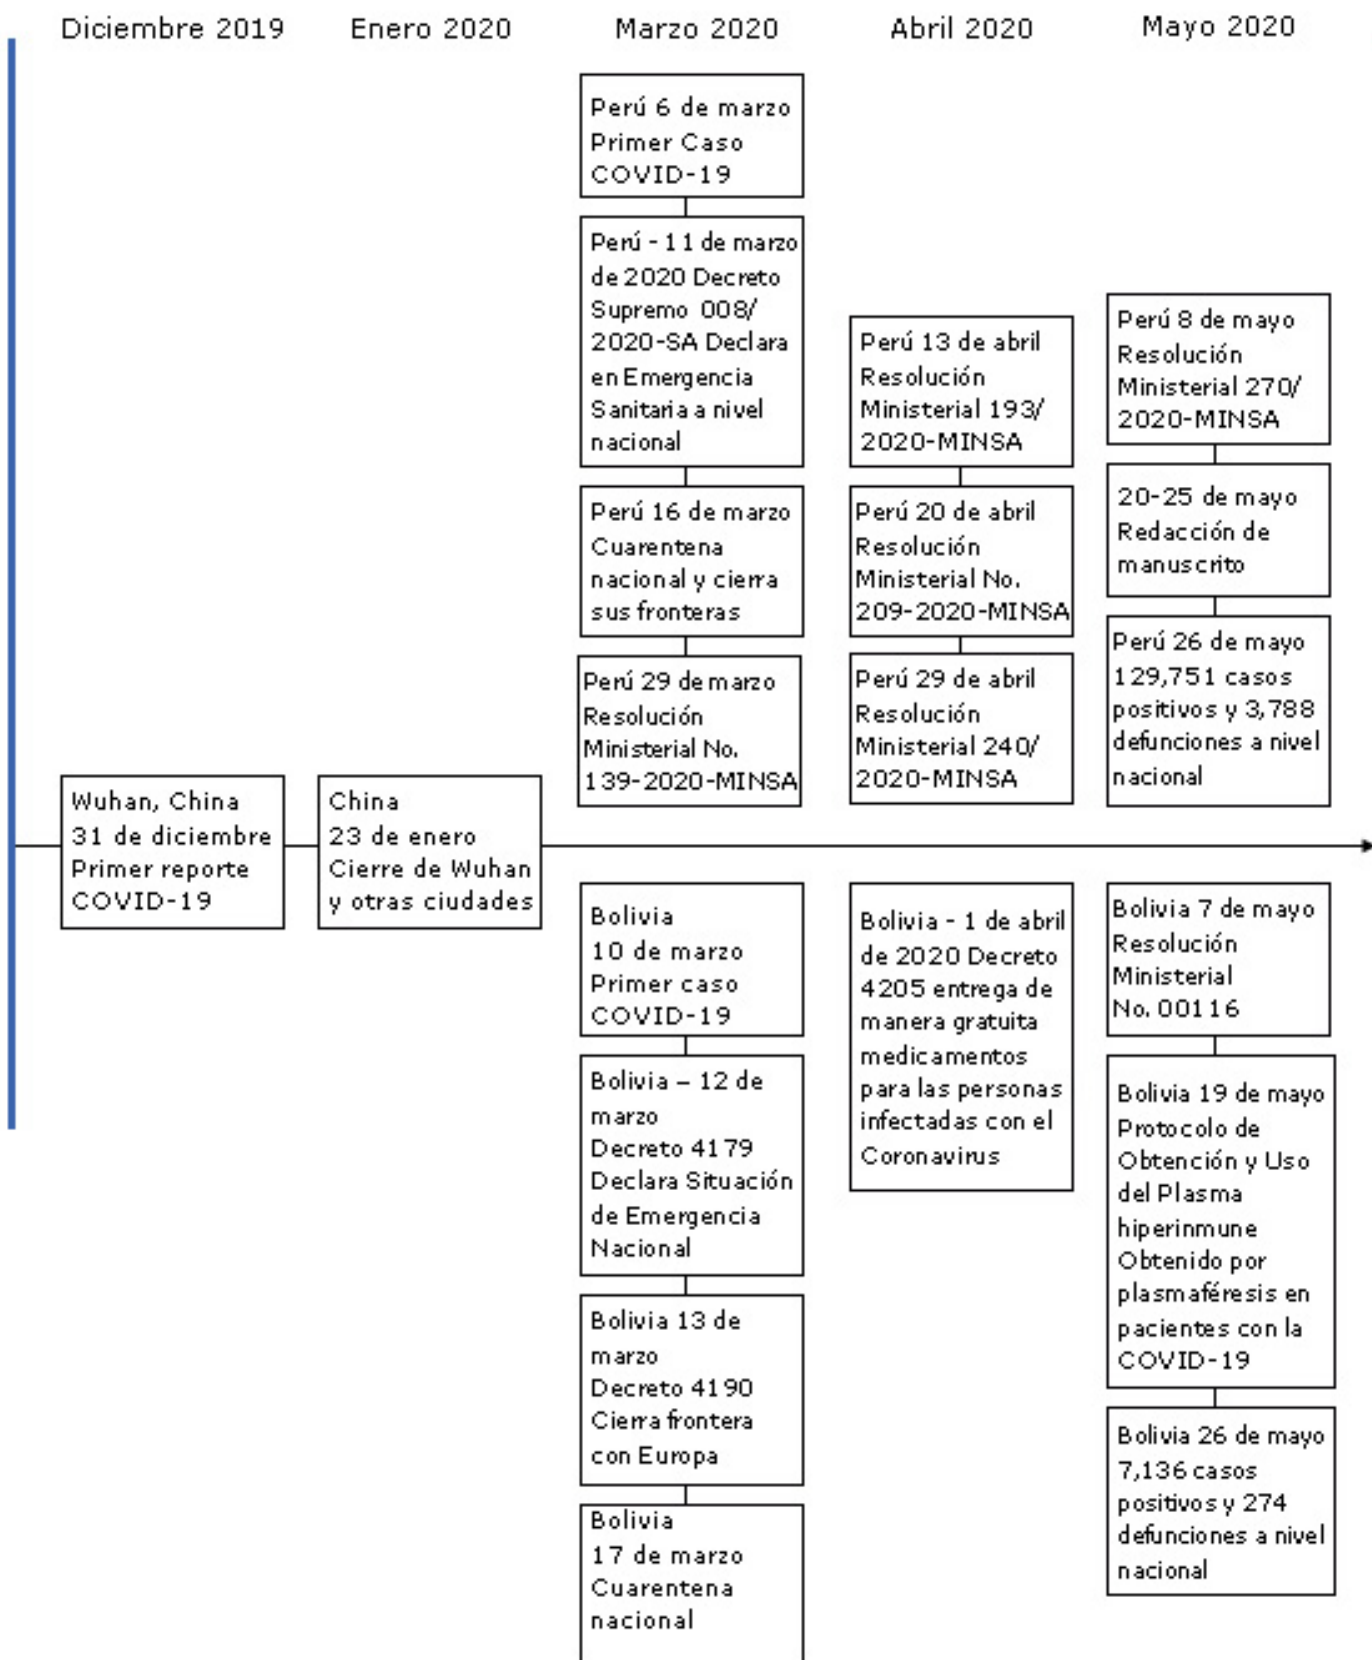 Diciembre 2019
Enero 2020
Marzo 2020
Abril 2020
Mayo 2020
Wuhan, China
31 de diciembre
Primer reporte
COVID-19
China
23 de enero
Cierre de Wuhan
y otras ciudades
Perú 6 de marzo
Primer Caso
COVID-19
Perú - 11 de marzo
de 2020 Decreto
Supremo 008/
2020-SA Declara
en Emergencia
Sanitaria a nivel
nacional
Perú 16 de marzo
Cuarentena
nacional y cierra
sus fronteras
Perú 29 de marzo
Resolución
Ministerial No.
139-2020-MINSA
Perú 13 de abril
Resolución
Ministerial 193/
2020-MINSA
Perú 20 de abril
Resolución
Ministerial No.
209-2020-MINSA
Perú 29 de abril
Resolución
Ministerial 240/
2020-MINSA
Perú 8 de mayo
Resolución
Ministerial 270/
2020-MINSA
20-25 de mayo
Redacción de
manuscrito
Perú 26 de mayo
129,751 casos
positivos y 3,788
defunciones a nivel
nacional
Bolivia
10 de marzo
Primer caso
COVID-19
Bolivia – 12 de
marzo
Decreto 4179
Declara Situación
de Emergencia
Nacional
Bolivia 13 de
marzo
Decreto 4190
Cierra frontera
con Europa
Bolivia
17 de marzo
Cuarentena
nacional
Bolivia - 1 de abril
de 2020 Decreto
4205 entrega de
manera gratuita
medicamentos
para las personas
infectadas con el
Coronavirus
Bolivia 7 de mayo
Resolución
Ministerial
No. 00116
Bolivia 19 de mayo
Protocolo de
Obtención y Uso
del Plasma
hiperinmune
Obtenido por
plasmaféresis en
pacientes con la
COVID-19
Bolivia 26 de mayo
7,136 casos
positivos y 274
defunciones a nivel
nacional